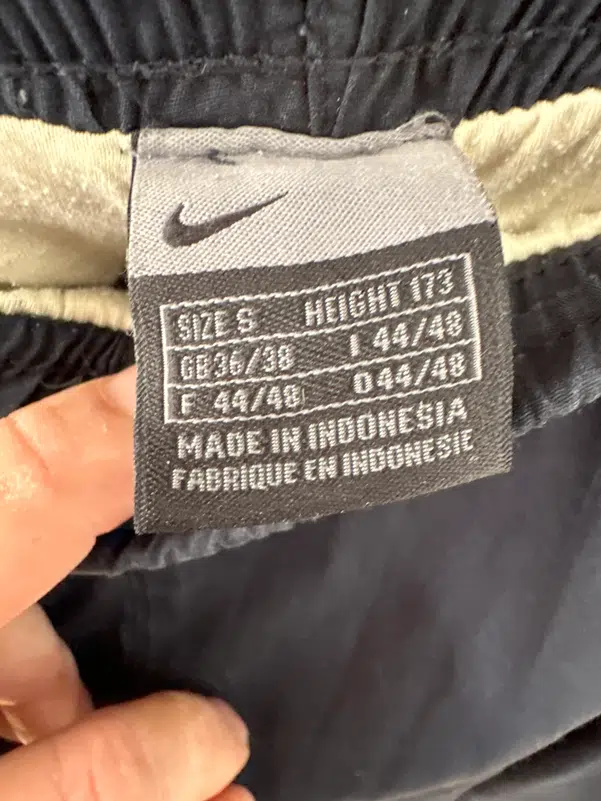 SIZE S HEIGHT 173
GB 36/38 I 44/48
F 44/48 D 44/48
MADE IN INDONESIA
FABRIQUE EN INDONESIE